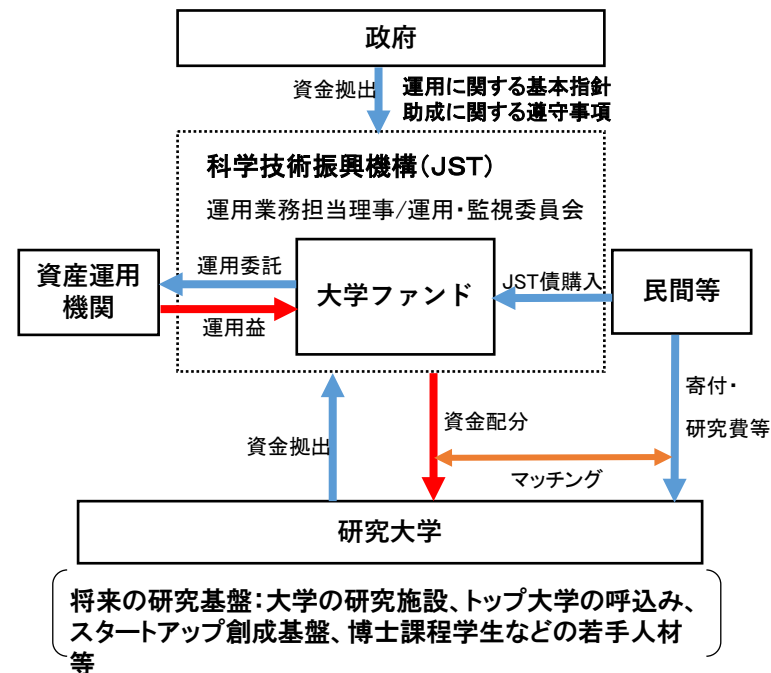 政府
資金拠出
運用に関する基本指針
助成に関する遵守事項
科学技術振興機構(JST)
運用業務担当理事/運用・監視委員会
資産運用
機関
運用委託
運用益
大学ファンド
JST債購入
民間等
寄付・
研究費等
資金拠出
資金配分
マッチング
研究大学
将来の研究基盤:大学の研究施設、トップ大学の呼込み、
スタートアップ創成基盤、博士課程学生などの若手人材
等